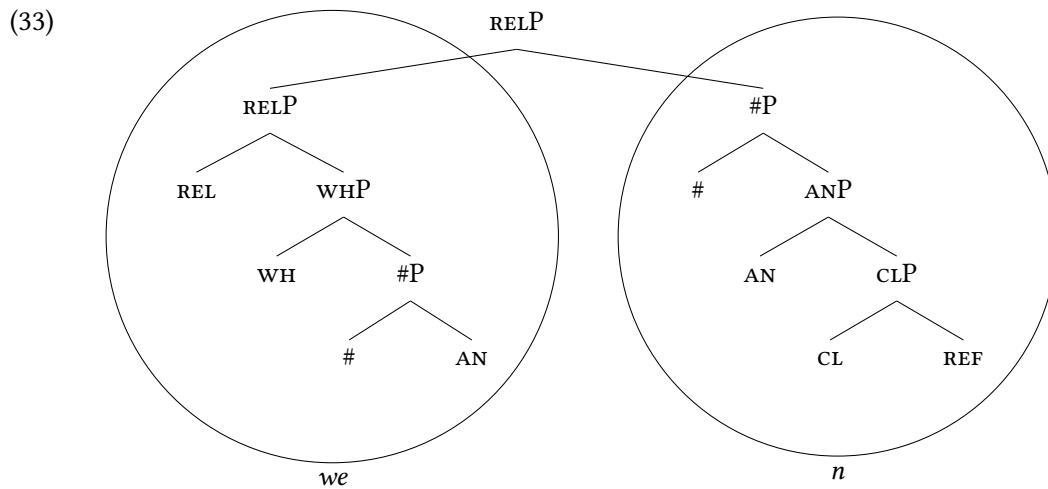 (33) RELP
RELP #P
REL WHP # ANP
WH #P AN CLP
# AN CL REF
we n